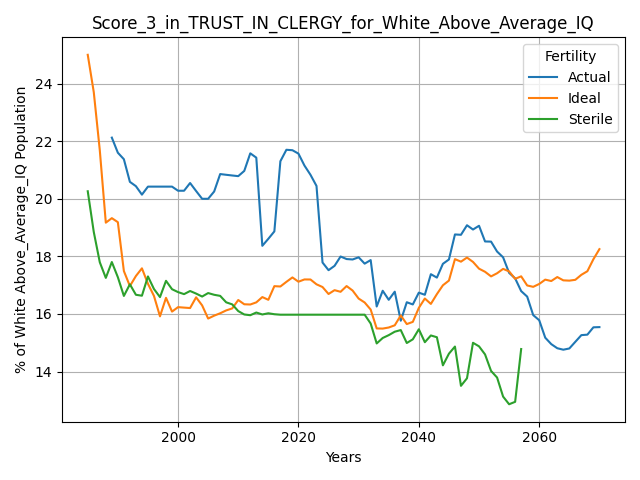 Score_3_in_TRUST_IN_CLERGY_for_White_Above_Average_IQ
Fertility
Actual
Ideal
Sterile
% of White Above_Average_IQ Population
24
22
20
18
16
14
2000
2020
2040
2060
Years